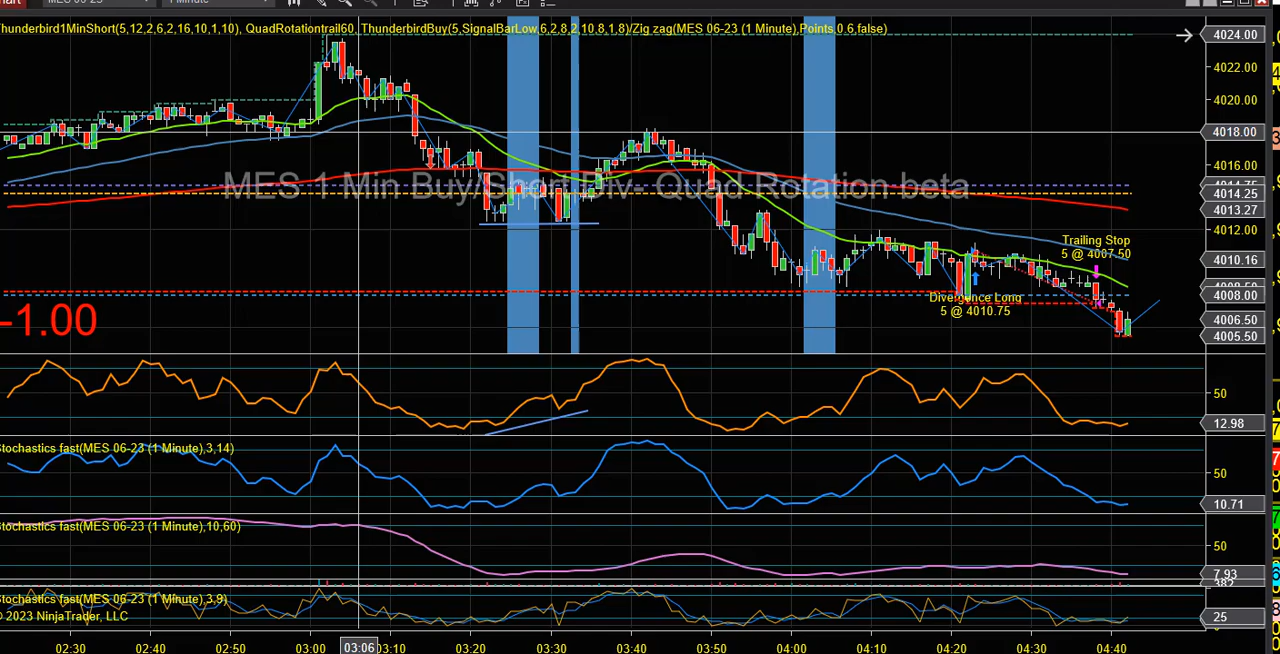 MES 06-23
hunderbird1MinShort(5,12,2,6,2,16,10,1,10), QuadRotationtrail60, ThunderbirdBuy(5,SignalBarLow,6,2,8,2,10,8,1,8)/Zig zag(MES 06-23 (1 Minute),Points,0.6,false)
4024.00
4022.00
4020.00
4018.00
4016.00
MES 1 Min Buy/Short Div- Quad Rotation beta
4014.25
4013.27
4012.00
Trailing Stop
5 @ 4007.50
4010.16
4008.00
Divergence Long
5 @ 4010.75
-1.00
4006.50
4005.50
50
12.98
Stochastics fast(MES 06-23 (1 Minute),3,14)
50
10.71
Stochastics fast(MES 06-23 (1 Minute),10,60)
50
7.93
Stochastics fast(MES 06-23 (1 Minute),3,9)
© 2023 NinjaTrader, LLC
25
02:30 02:40 02:50 03:00 03:06 03:10 03:20 03:30 03:40 03:50 04:00 04:10 04:20 04:30 04:40